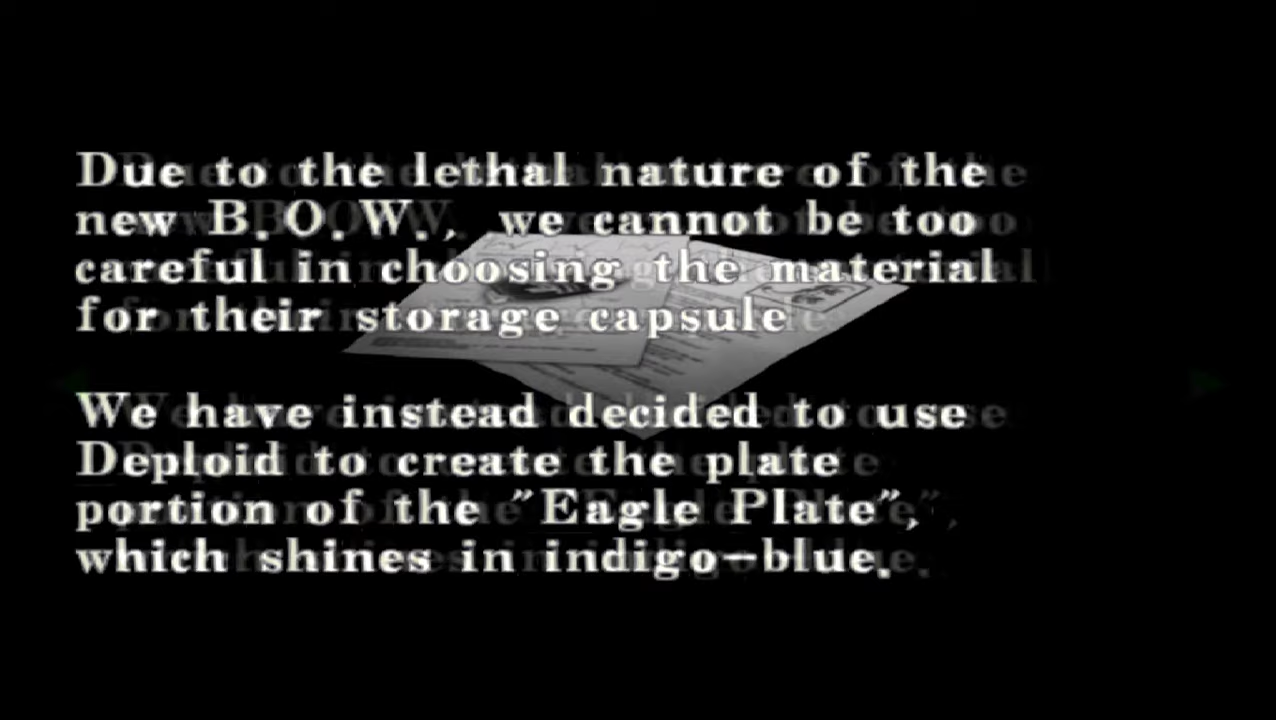 Due to the lethal nature of the
new B.O.W., we cannot be too
careful in choosing the material
for their storage capsule
We have instead decided to use
Deploid to create the plate
portion of the "Eagle Plate",
which shines in indigo-blue.